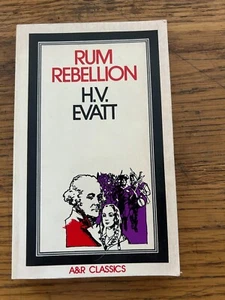 RUM
REBELLION
H.V.
EVATT
A&R CLASSICS